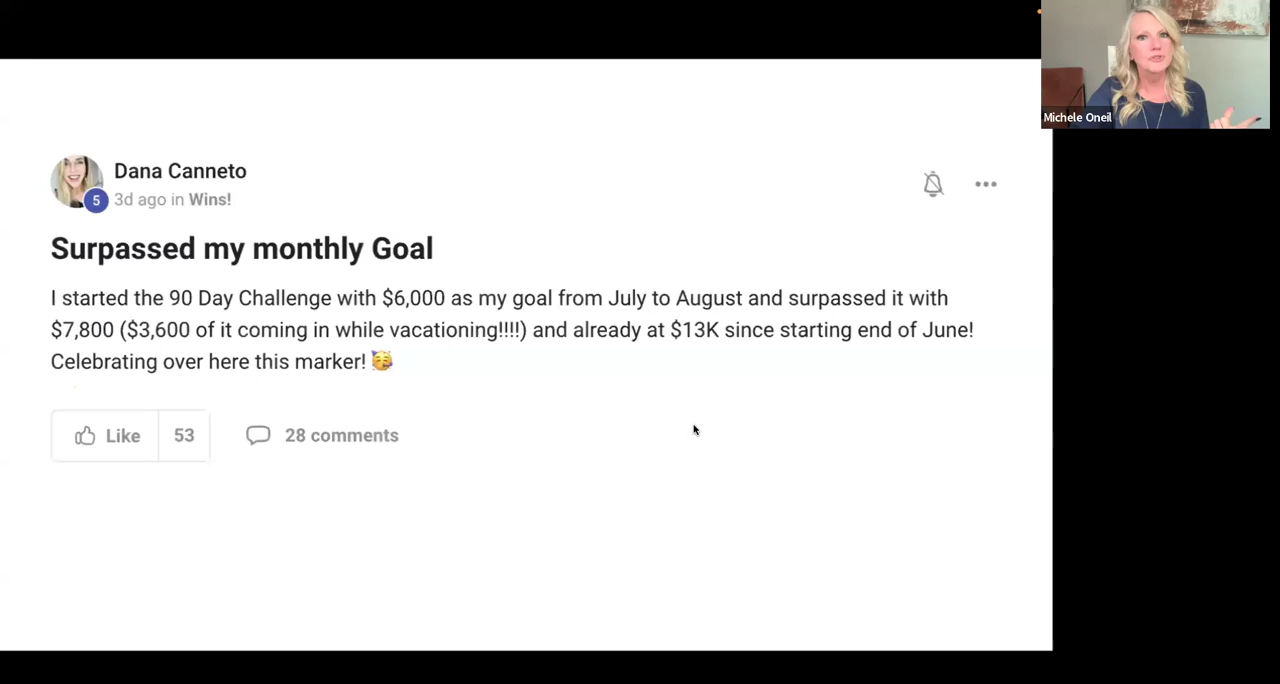 Michele Oneil
Dana Canneto
5
3d ago in Wins!
Surpassed my monthly Goal
I started the 90 Day Challenge with $6,000 as my goal from July to August and surpassed it with
$7,800 ($3,600 of it coming in while vacationing!!!!) and already at $13K since starting end of June!
Celebrating over here this marker! 🥳
Like 53 28 comments